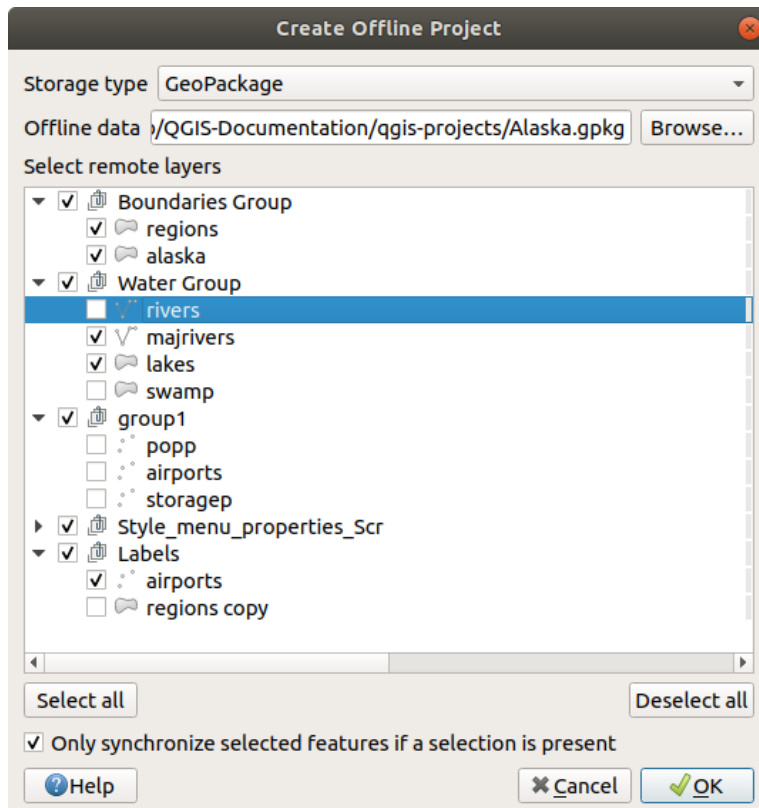 Create Offline Project
Storage type GeoPackage
Offline data /QGIS-Documentation/qgis-projects/Alaska.gpkg Browse...
Select remote layers
Boundaries Group
regions
alaska
Water Group
rivers
majrivers
lakes
swamp
group1
popp
airports
storagep
Style_menu_properties_Scr
Labels
airports
regions copy
Select all Deselect all
Only synchronize selected features if a selection is present
Help Cancel OK